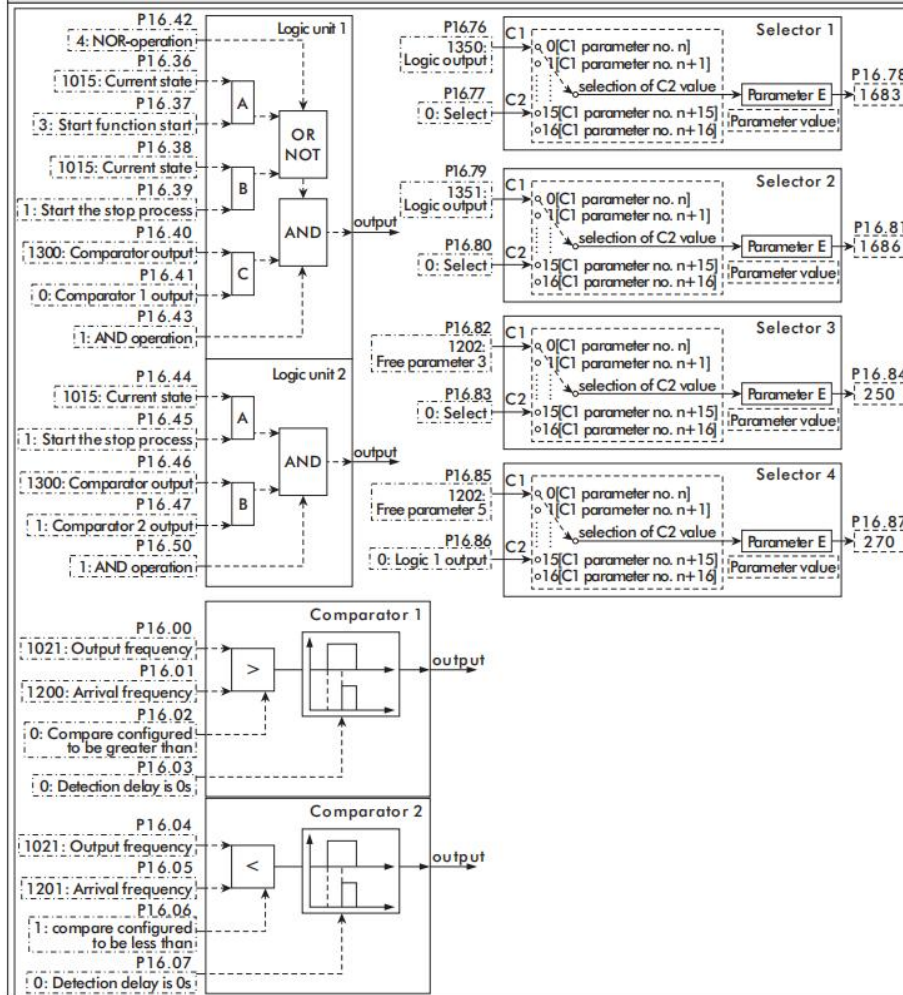 P16.42
Logic unit 1
4: NOR-operation
P16.36
1015: Current state
A
P16.37
3: Start function start
OR
NOT
P16.38
1015: Current state
B
P16.39
1: Start the stop process
AND
output
P16.40
1300: Comparator output
C
P16.41
0: Comparator 1 output
P16.43
1: AND operation
P16.44
Logic unit 2
1015: Current state
A
P16.45
1: Start the stop process
AND
output
P16.46
1300: Comparator output
B
P16.47
1: Comparator 2 output
P16.50
1: AND operation
P16.76
C1
Selector 1
1350:
Logic output
0[C1 parameter no. n]
1[C1 parameter no. n+1]
selection of C2 value
P16.77
C2
0: Select
15[C1 parameter no. n+15]
16[C1 parameter no. n+16]
Parameter E
Parameter value
P16.78
1683
P16.79
C1
Selector 2
1351:
Logic output
0[C1 parameter no. n]
1[C1 parameter no. n+1]
selection of C2 value
P16.80
C2
0: Select
15[C1 parameter no. n+15]
16[C1 parameter no. n+16]
Parameter E
Parameter value
P16.81
1686
P16.82
C1
Selector 3
1202:
Free parameter 3
0[C1 parameter no. n]
1[C1 parameter no. n+1]
selection of C2 value
P16.83
C2
0: Select
15[C1 parameter no. n+15]
16[C1 parameter no. n+16]
Parameter E
Parameter value
P16.84
250
P16.85
C1
Selector 4
1202:
Free parameter 5
0[C1 parameter no. n]
1[C1 parameter no. n+1]
selection of C2 value
P16.86
C2
0: Logic 1 output
15[C1 parameter no. n+15]
16[C1 parameter no. n+16]
Parameter E
Parameter value
P16.87
270
P16.00
Comparator 1
1021: Output frequency
>
output
P16.01
1200: Arrival frequency
P16.02
0: Compare configured
to be greater than
P16.03
0: Detection delay is 0s
P16.04
Comparator 2
1021: Output frequency
<
output
P16.05
1201: Arrival frequency
P16.06
1: compare configured
to be less than
P16.07
0: Detection delay is 0s